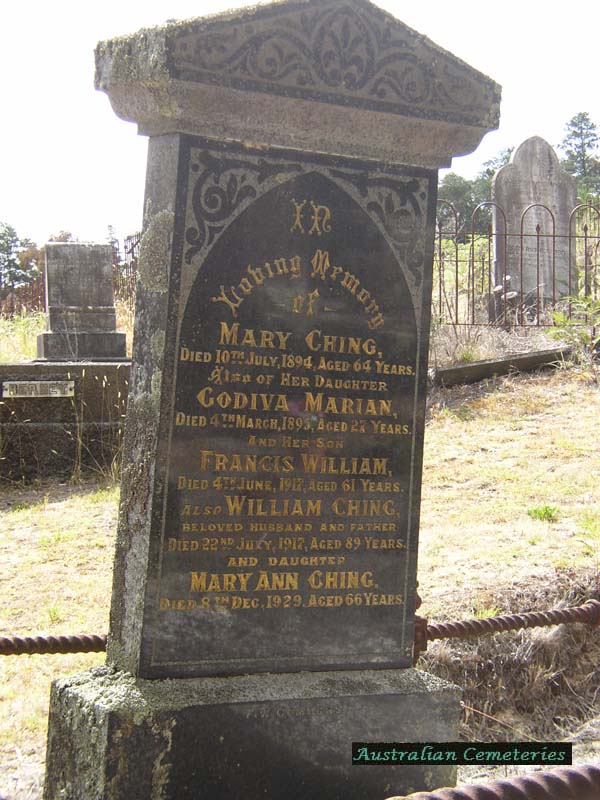 IN
Loving Memory
of
MARY CHING,
DIED 10TH JULY, 1894, AGED 64 YEARS.
ALSO OF HER DAUGHTER
GODIVA MARIAN,
DIED 4TH MARCH, 1895, AGED 27 YEARS.
AND HER SON
FRANCIS WILLIAM,
DIED 4TH JUNE, 1917, AGED 61 YEARS.
ALSO WILLIAM CHING,
BELOVED HUSBAND AND FATHER
DIED 22ND JULY, 1917, AGED 89 YEARS.
AND DAUGHTER
MARY ANN CHING,
DIED 8TH DEC. 1929, AGED 66 YEARS.
Australian Cemeteries